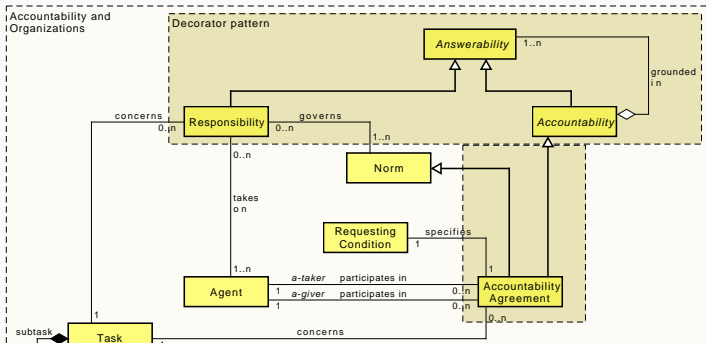 Accountability and
Organizations
Decorator pattern
Answerability
1..n
grounded
in
concerns
0..n
Responsibility
governs
0..n
Accountability
1..n
0..n
Norm
takes
on
Requesting
Condition
specifies
1
1
1..n
Agent
a-taker participates in
1
0..n
a-giver participates in
1
0..n
Accountability
Agreement
0..n
1
subtask
Task
concerns